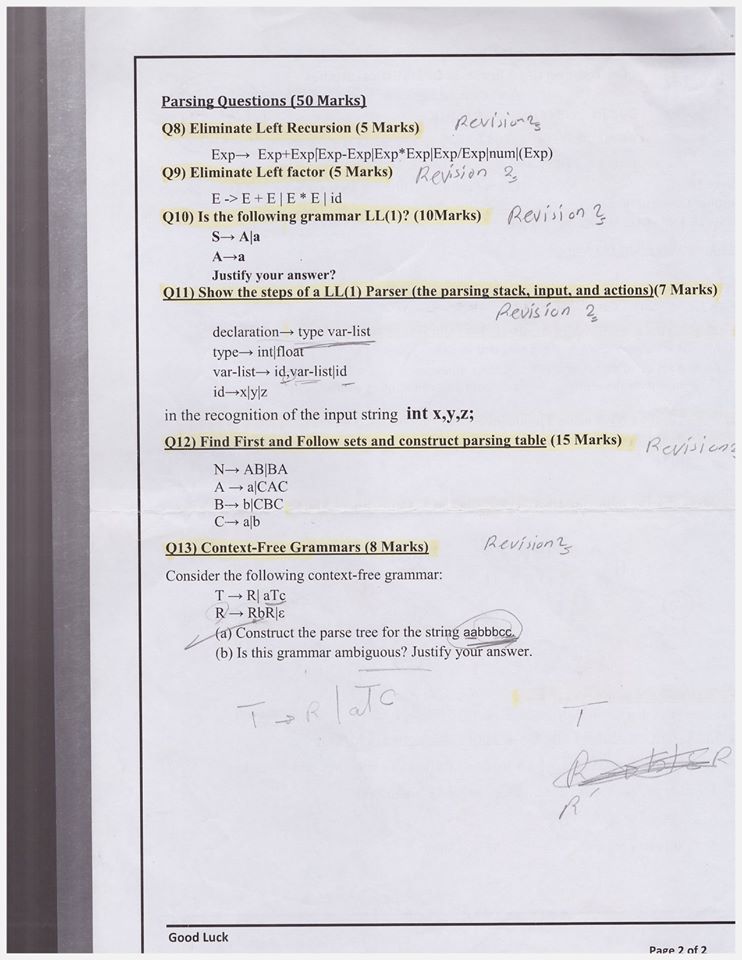 Parsing Questions (50 Marks)
Q8) Eliminate Left Recursion (5 Marks) Revision 2
Exp→ Exp+Exp|Exp-Exp|Exp*Exp|Exp/Exp|num|(Exp)
Q9) Eliminate Left factor (5 Marks) Revision 2
E -> E + E | E * E | id
Q10) Is the following grammar LL(1)? (10Marks) Revision 2
S→ A|a
A→a
Justify your answer?
Q11) Show the steps of a LL(1) Parser (the parsing stack, input, and actions)(7 Marks)
Revision 2
declaration→ type var-list
type→ int|float
var-list→ id,var-list|id
id→x|y|z
in the recognition of the input string int x,y,z;
Q12) Find First and Follow sets and construct parsing table (15 Marks) Revision 2
N→ AB|BA
A → a|CAC
B→ b|CBC
C→ a|b
Q13) Context-Free Grammars (8 Marks) Revision 2
Consider the following context-free grammar:
T → R| aTc
R → RbR|ε
(a) Construct the parse tree for the string aabbbcc.
(b) Is this grammar ambiguous? Justify your answer.
T → R | aTC
T
R
R
Good Luck
Page 2 of 2